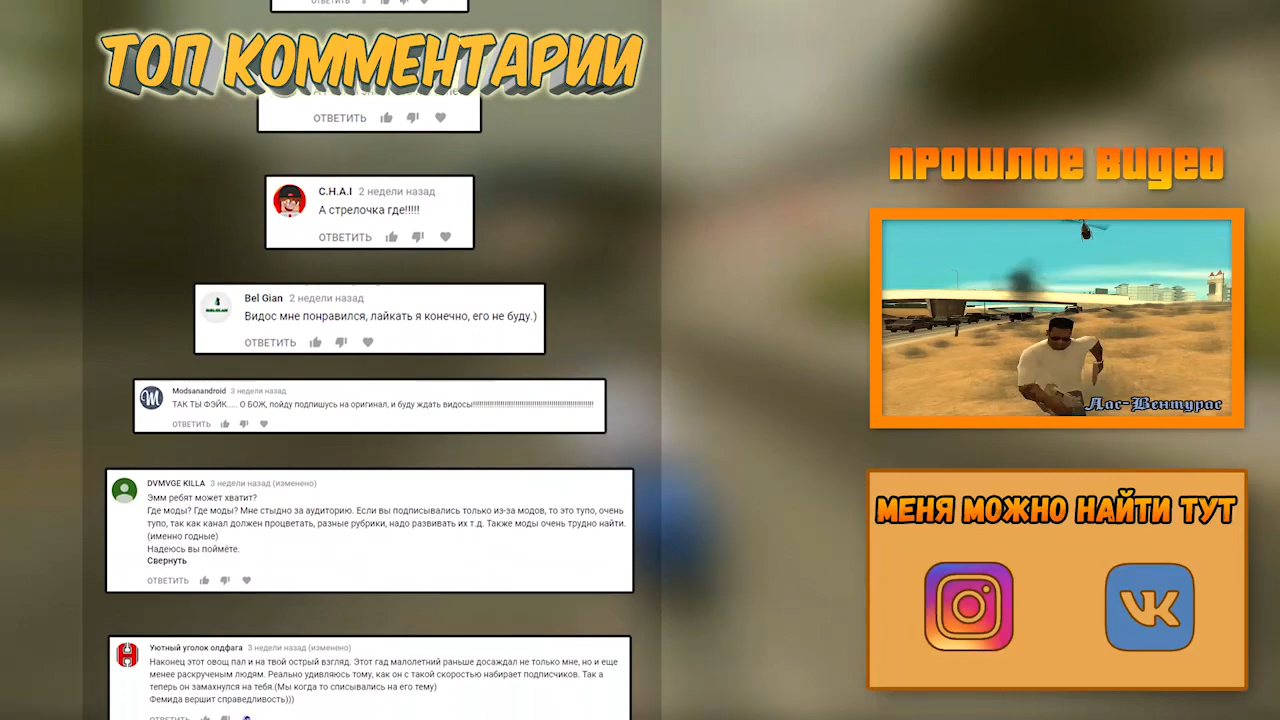 ОТВЕТИТЬ 8
ТОП КОММЕНТАРИИ
ОТВЕТИТЬ
C.H.A.I 2 недели назад
А стрелочка где!!!!!
ОТВЕТИТЬ
Bel Gian 2 недели назад
Видос мне понравился, лайкать я конечно, его не буду.)
ОТВЕТИТЬ
Modsanandroid 3 недели назад
ТАК ТЫ ФЭЙК..... О БОЖ, пойду подпишусь на оригинал, и буду ждать видосы!!!!!!!!!!!!!!!!!!!!!!!!!!!!!!!!!!!!!!!!!!!!!!!!!!!!!!!!
ОТВЕТИТЬ
DVMVGE KILLA 3 недели назад (изменено)
Эмм ребят может хватит?
Где моды? Где моды? Мне стыдно за аудиторию. Если вы подписывались только из-за модов, то это тупо, очень
тупо, так как канал должен процветать, разные рубрики, надо развивать их т.д. Также моды очень трудно найти.
(именно годные)
Надеюсь вы поймёте.
Свернуть
ОТВЕТИТЬ
Уютный уголок олдфага 3 недели назад (изменено)
Наконец этот овощ пал и на твой острый взгляд. Этот гад малолетний раньше досаждал не только мне, но и еще
менее раскрученым людям. Реально удивляюсь тому, как он с такой скоростью набирает подписчиков. Так а
теперь он замахнулся на тебя.(Мы когда то списывались на его тему)
Фемида вершит справедливость)))
ОТВЕТИТЬ
ПРОШЛОЕ ВИДЕО
Лас-Вентурас
МЕНЯ МОЖНО НАЙТИ ТУТ